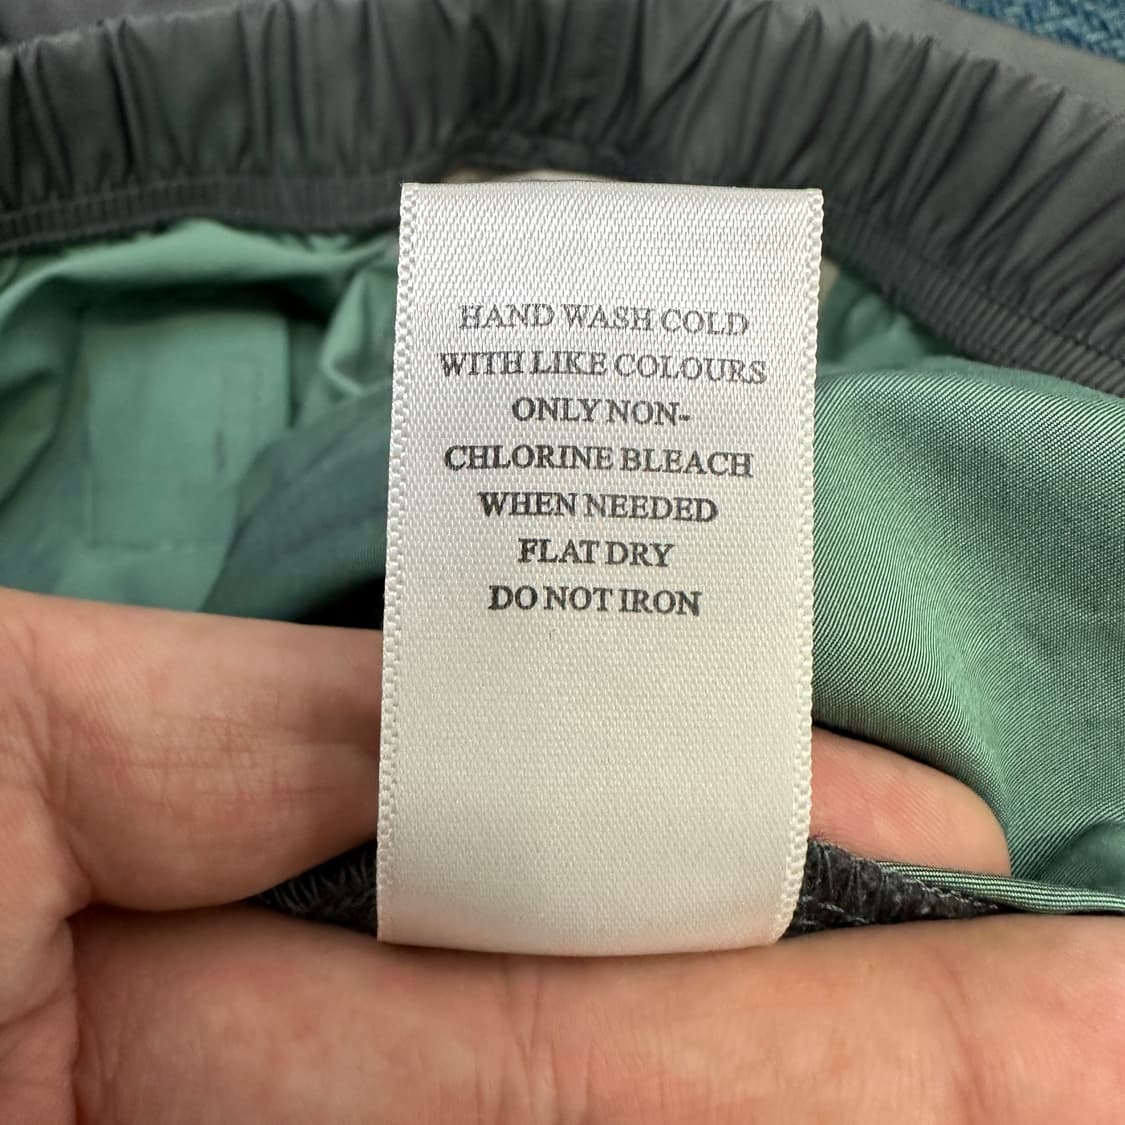 HAND WASH COLD
WITH LIKE COLOURS
ONLY NON-
CHLORINE BLEACH
WHEN NEEDED
FLAT DRY
DO NOT IRON